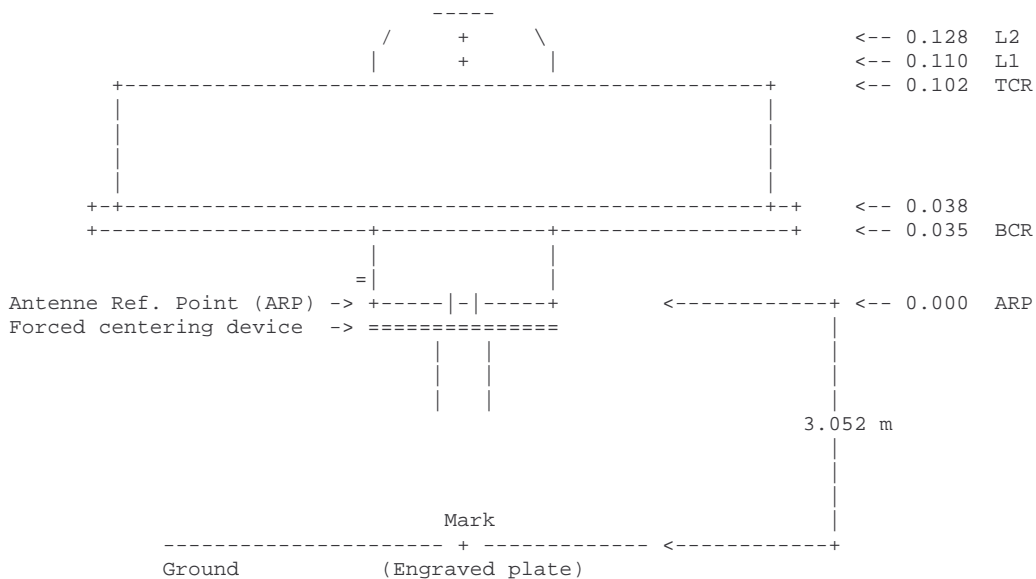 <-- 0.128 L2
<-- 0.110 L1
<-- 0.102 TCR
<-- 0.038
<-- 0.035 BCR
Antenne Ref. Point (ARP) -> <-- 0.000 ARP
Forced centering device ->
3.052 m
Mark
Ground (Engraved plate)